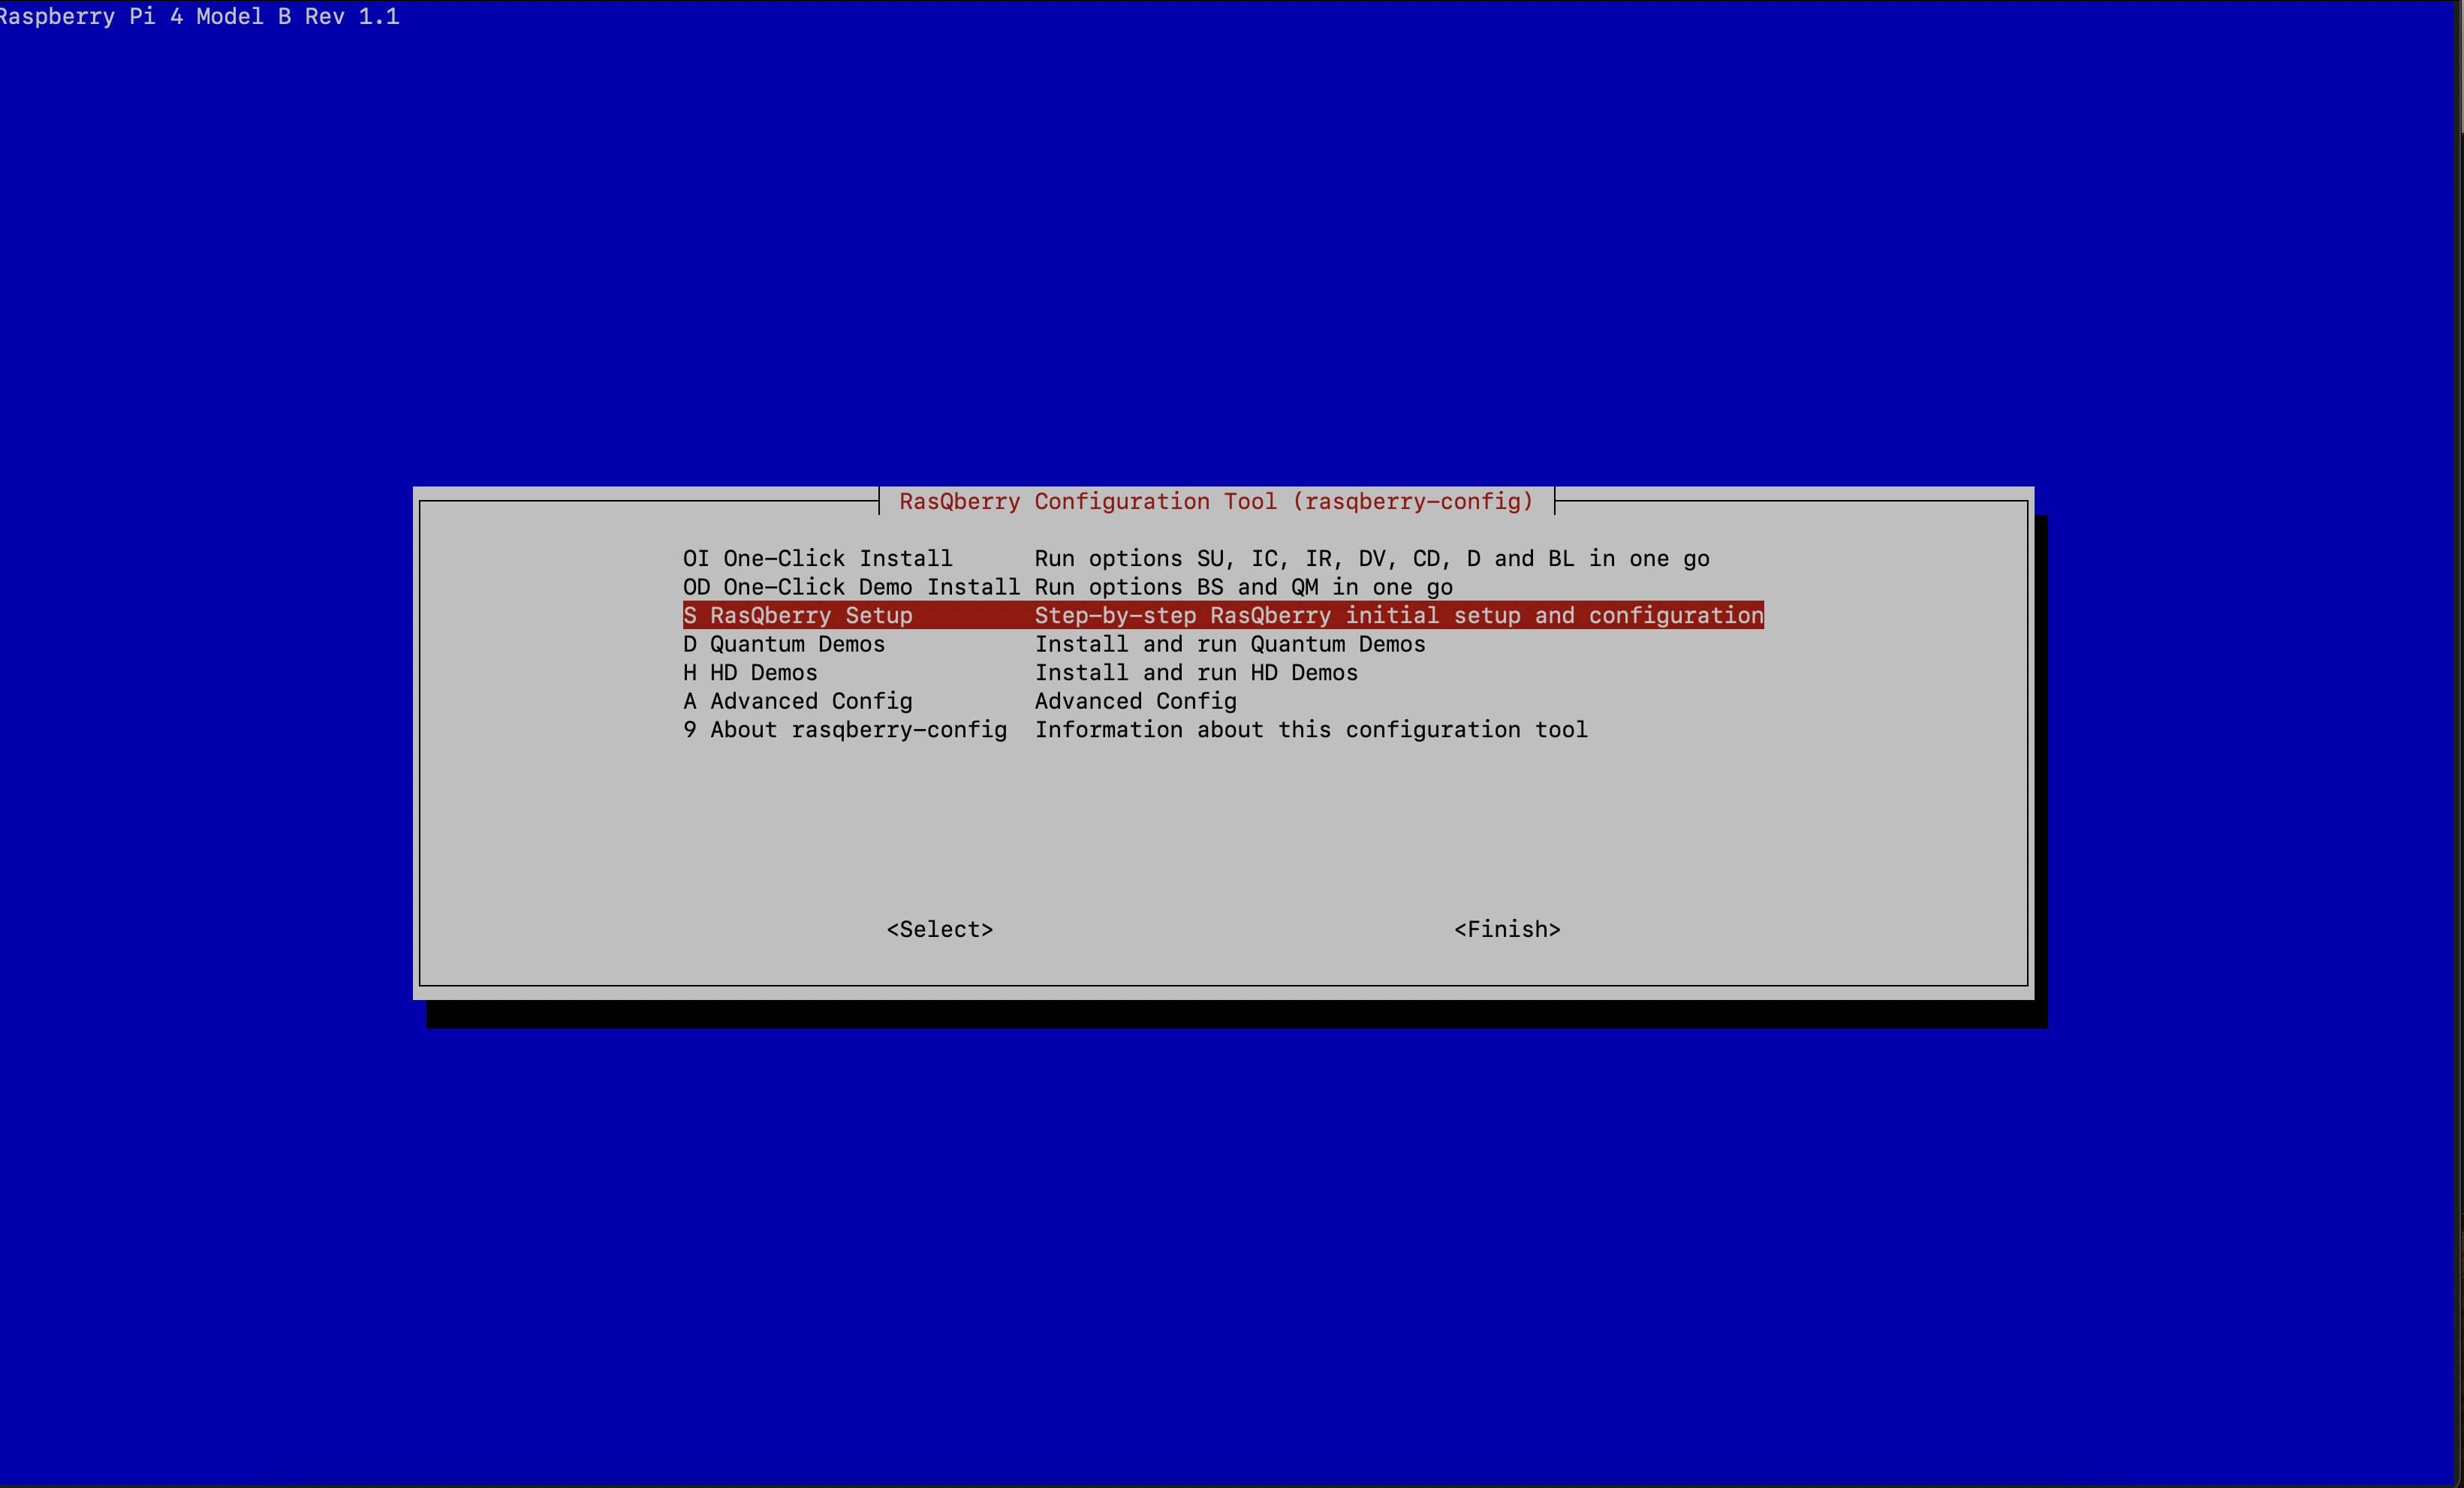 Raspberry Pi 4 Model B Rev 1.1
RasQberry Configuration Tool (rasqberry-config)
OI One-Click Install Run options SU, IC, IR, DV, CD, D and BL in one go
OD One-Click Demo Install Run options BS and QM in one go
S RasQberry Setup Step-by-step RasQberry initial setup and configuration
D Quantum Demos Install and run Quantum Demos
H HD Demos Install and run HD Demos
A Advanced Config Advanced Config
9 About rasqberry-config Information about this configuration tool
<Select> <Finish>